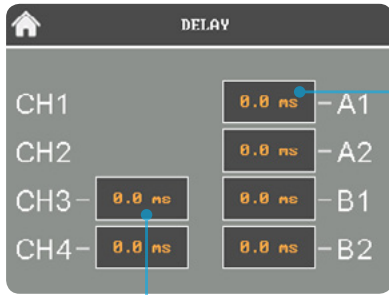 DELAY
CH1 0.0 ms A1
CH2 0.0 ms A2
CH3 0.0 ms 0.0 ms B1
CH4 0.0 ms 0.0 ms B2